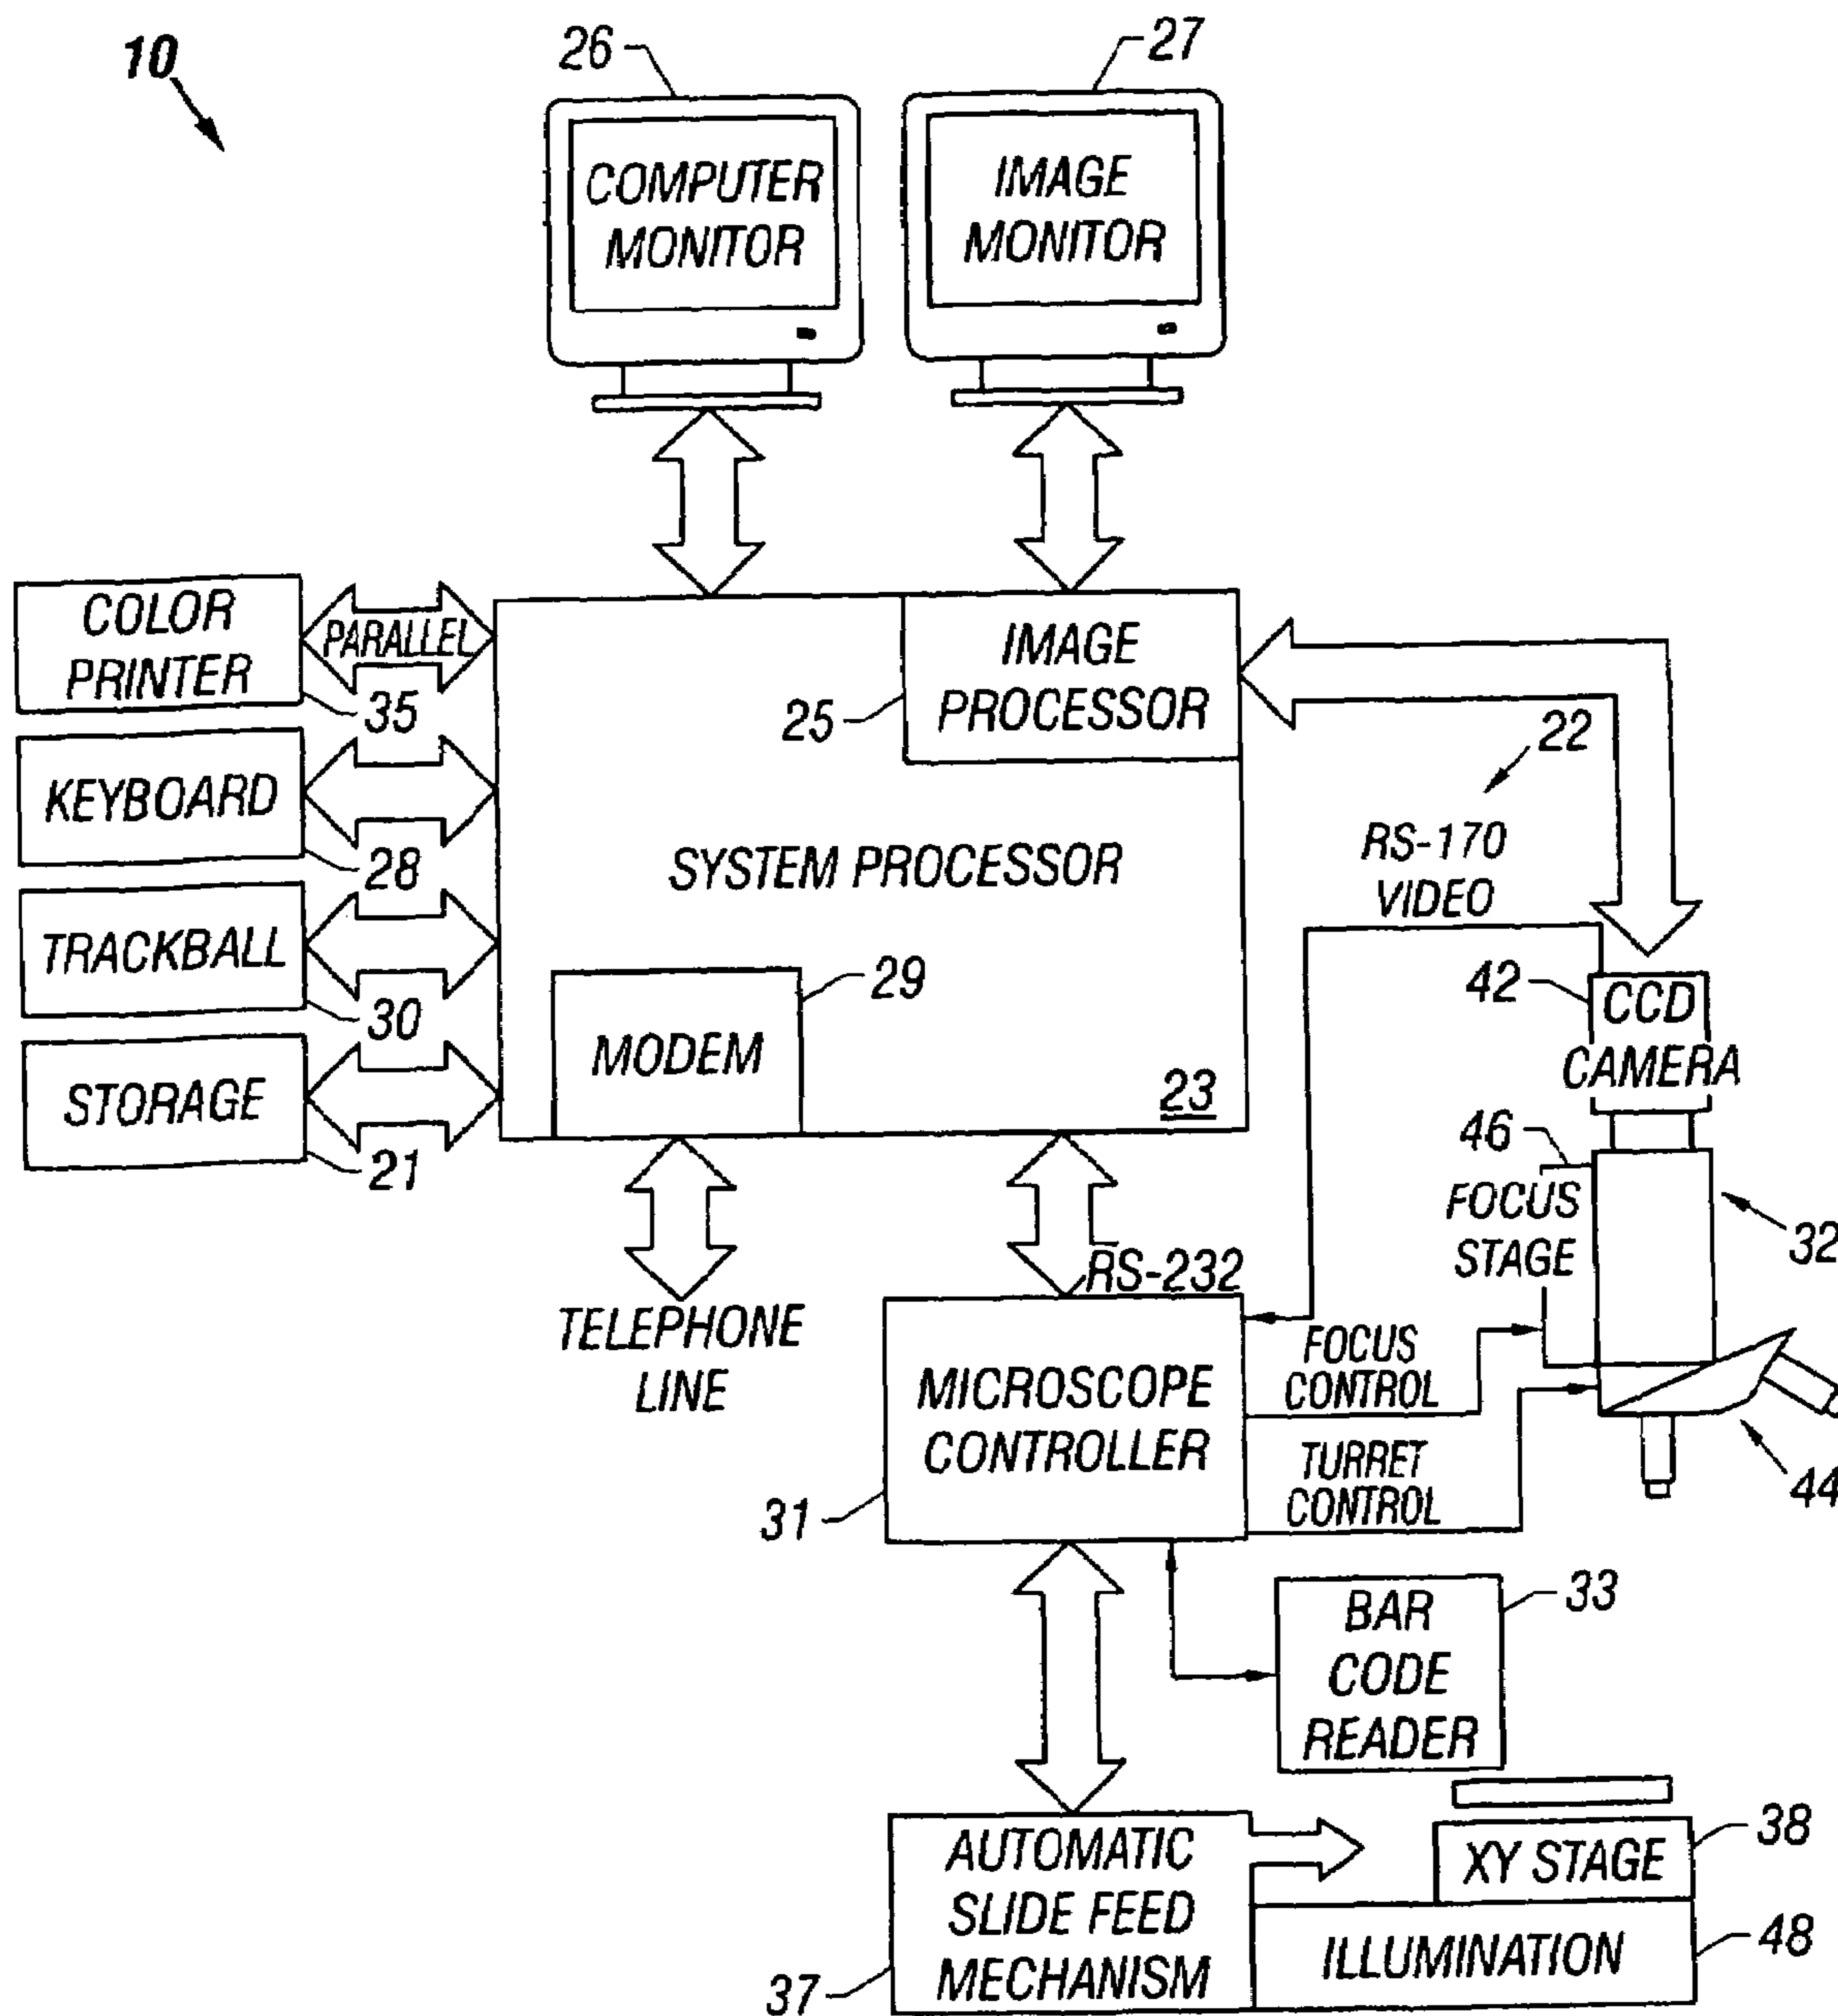 10
26
27
COMPUTER
MONITOR
IMAGE
MONITOR
COLOR
PRINTER
PARALLEL
35
IMAGE
PROCESSOR
25
22
KEYBOARD
28
SYSTEM PROCESSOR
RS-170
VIDEO
TRACKBALL
30
29
42
CCD
CAMERA
MODEM
STORAGE
21
23
46
FOCUS
STAGE
32
RS-232
TELEPHONE
LINE
MICROSCOPE
CONTROLLER
31
FOCUS
CONTROL
TURRET
CONTROL
44
BAR
CODE
READER
33
AUTOMATIC
SLIDE FEED
MECHANISM
37
XY STAGE
38
ILLUMINATION
48